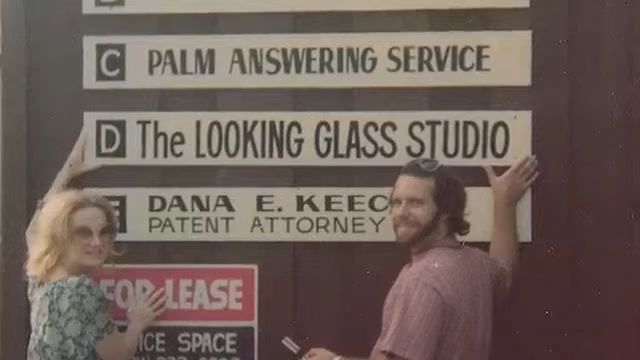 C PALM ANSWERING SERVICE
D The LOOKING GLASS STUDIO
DANA E. KEEC
PATENT ATTORNEY
FOR LEASE
ICE SPACE